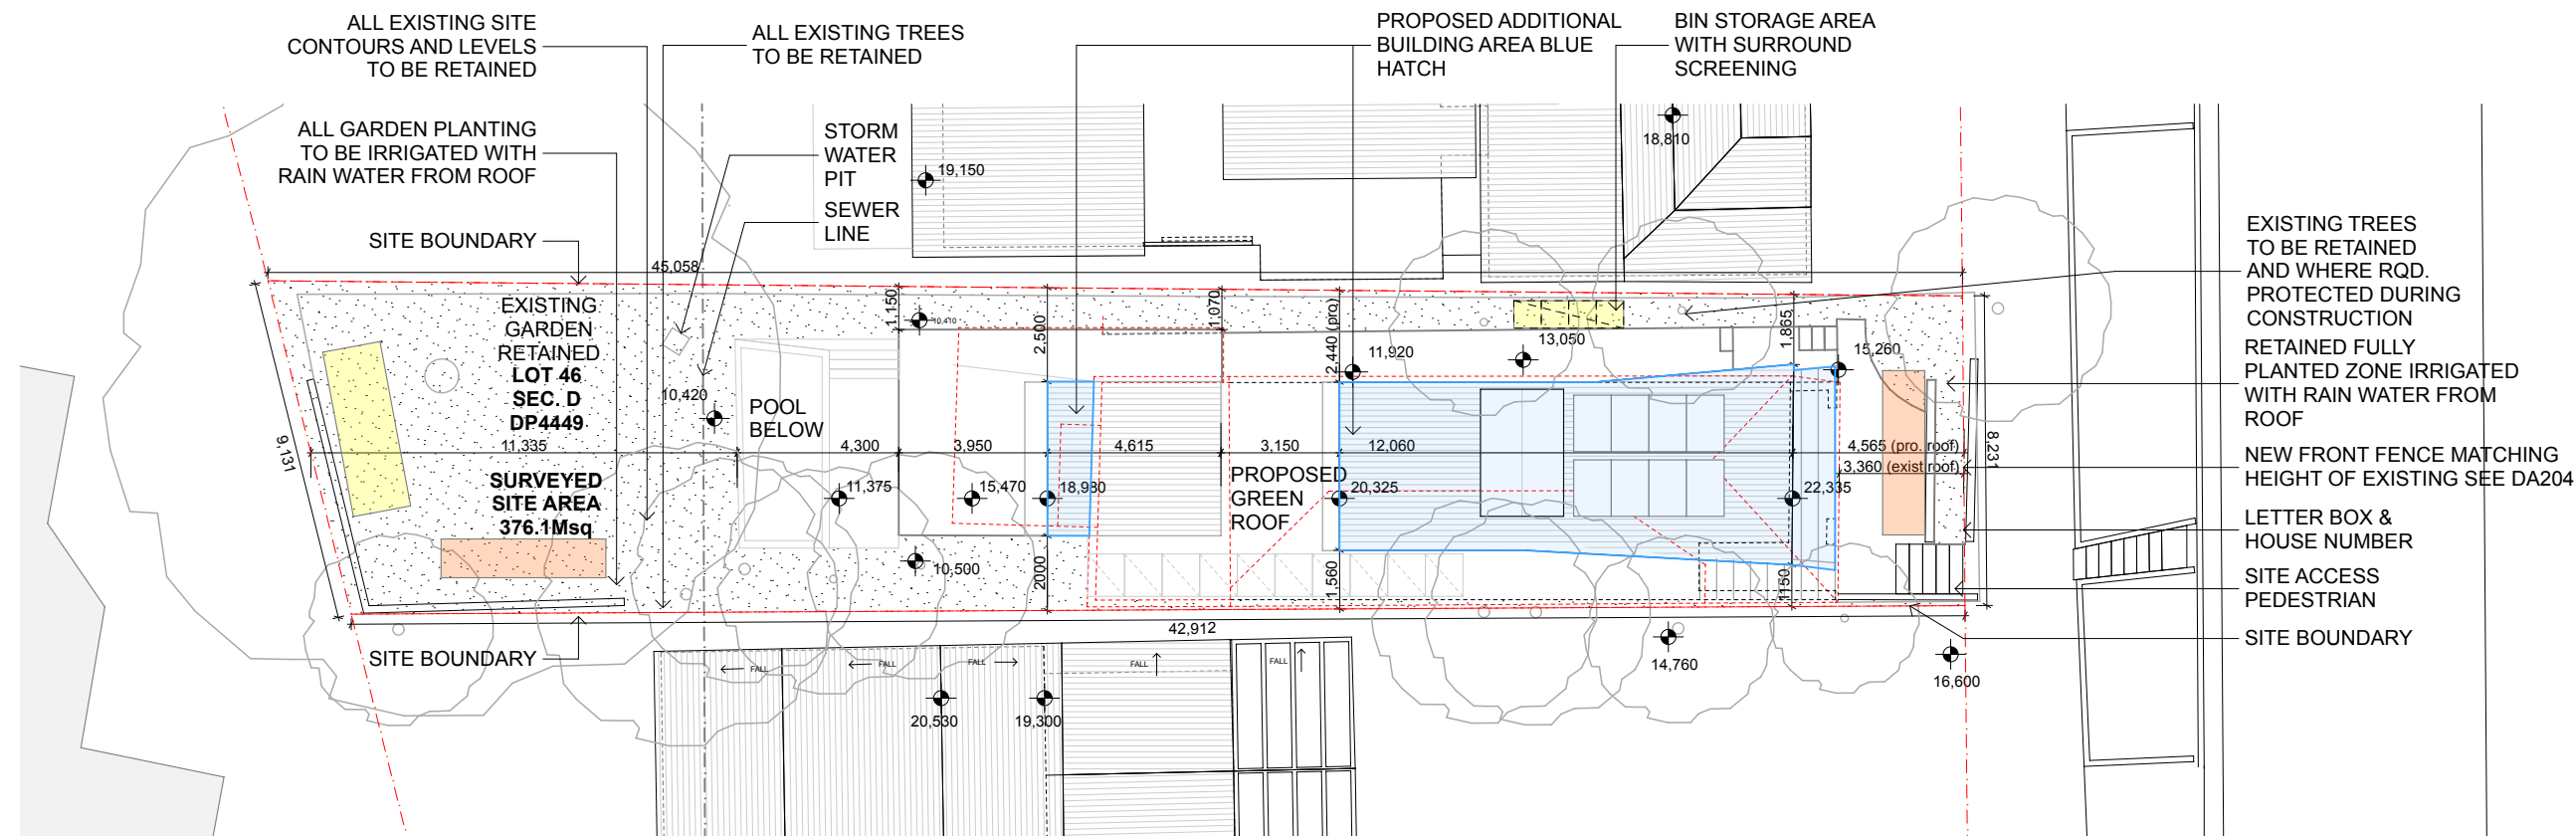 ALL EXISTING SITE
CONTOURS AND LEVELS
TO BE RETAINED
ALL EXISTING TREES
TO BE RETAINED
PROPOSED ADDITIONAL
BUILDING AREA BLUE
HATCH
BIN STORAGE AREA
WITH SURROUND
SCREENING
ALL GARDEN PLANTING
TO BE IRRIGATED WITH
RAIN WATER FROM ROOF
STORM
WATER
PIT
SEWER
LINE
SITE BOUNDARY
19,150
18,810
EXISTING TREES
TO BE RETAINED
AND WHERE RQD.
PROTECTED DURING
CONSTRUCTION
RETAINED FULLY
PLANTED ZONE IRRIGATED
WITH RAIN WATER FROM
ROOF
NEW FRONT FENCE MATCHING
HEIGHT OF EXISTING SEE DA204
LETTER BOX &
HOUSE NUMBER
SITE ACCESS
PEDESTRIAN
SITE BOUNDARY
45,058
EXISTING
GARDEN
RETAINED
LOT 46
SEC. D
DP4449
11,335
SURVEYED
SITE AREA
376.1Msq
9,131
10,420
POOL
BELOW
1,150
10,410
2,500
1,070
2,440 (pro)
11,920
13,050
1,865
15,260
4,300
3,950
4,615
3,150
12,060
4,565 (pro. roof)
3,360 (exist roof)
8,231
PROPOSED
GREEN
ROOF
11,375
15,470
18,980
20,325
22,335
10,500
2000
1,560
1150
42,912
SITE BOUNDARY
FALL
FALL
FALL
FALL
FALL
20,530
19,300
14,760
16,600